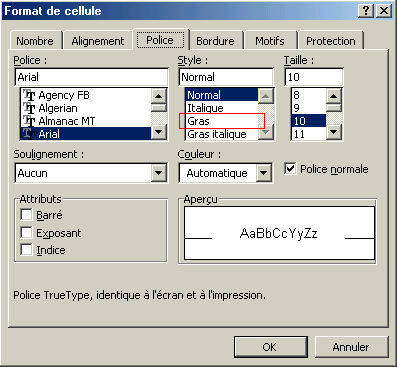 Format de cellule
Nombre Alignement Police Bordure Motifs Protection
Police : Style : Taille :
Arial Normal 10
Agency FB Normal 8
Algerian Italique 9
Almanac MT Gras 10
Arial Gras italique 11
Soulignement : Couleur :
Aucun Automatique Police normale
Attributs Aperçu
Barré
Exposant AaBbCcYyZz
Indice
Police TrueType, identique à l'écran et à l'impression.
OK Annuler